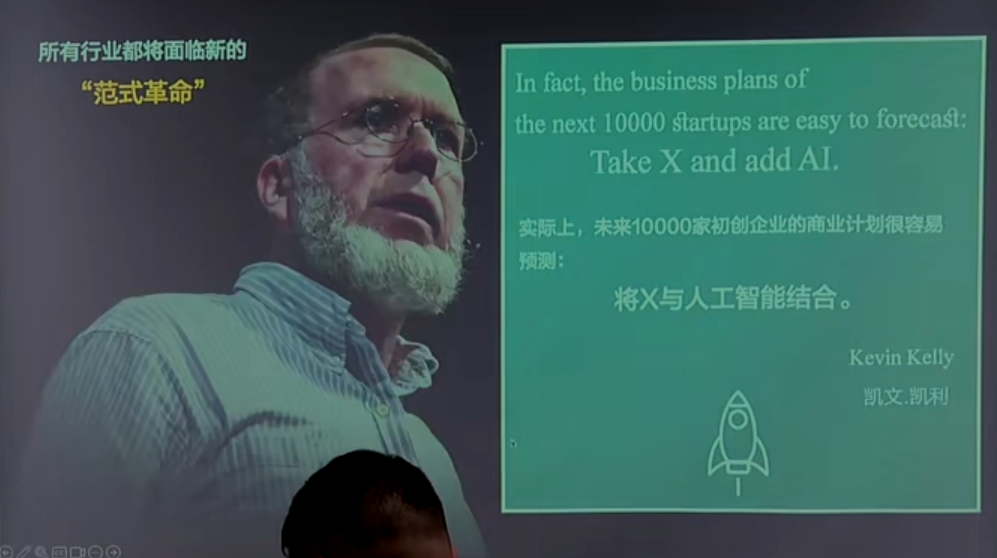 所有行业都将面临新的
“范式革命”
In fact, the business plans of
the next 10000 startups are easy to forecast:
Take X and add AI.
实际上，未来10000家初创企业的商业计划很容易
预测：
将X与人工智能结合。
Kevin Kelly
凯文.凯利